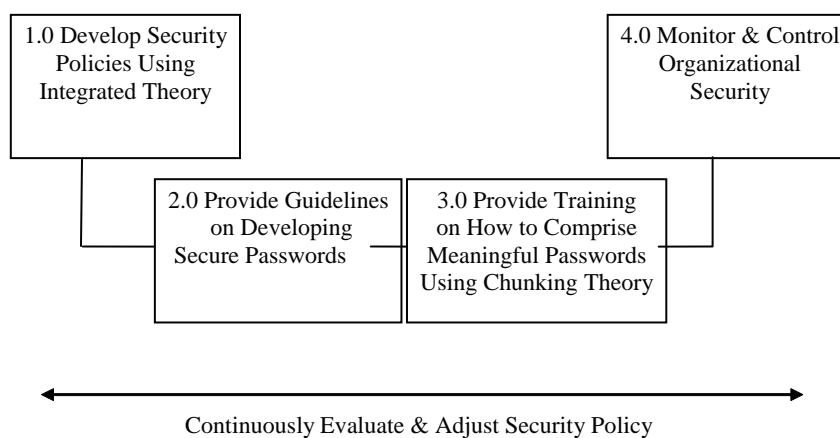 1.0 Develop Security
Policies Using
Integrated Theory
4.0 Monitor & Control
Organizational
Security
2.0 Provide Guidelines
on Developing
Secure Passwords
3.0 Provide Training
on How to Comprise
Meaningful Passwords
Using Chunking Theory
Continuously Evaluate & Adjust Security Policy